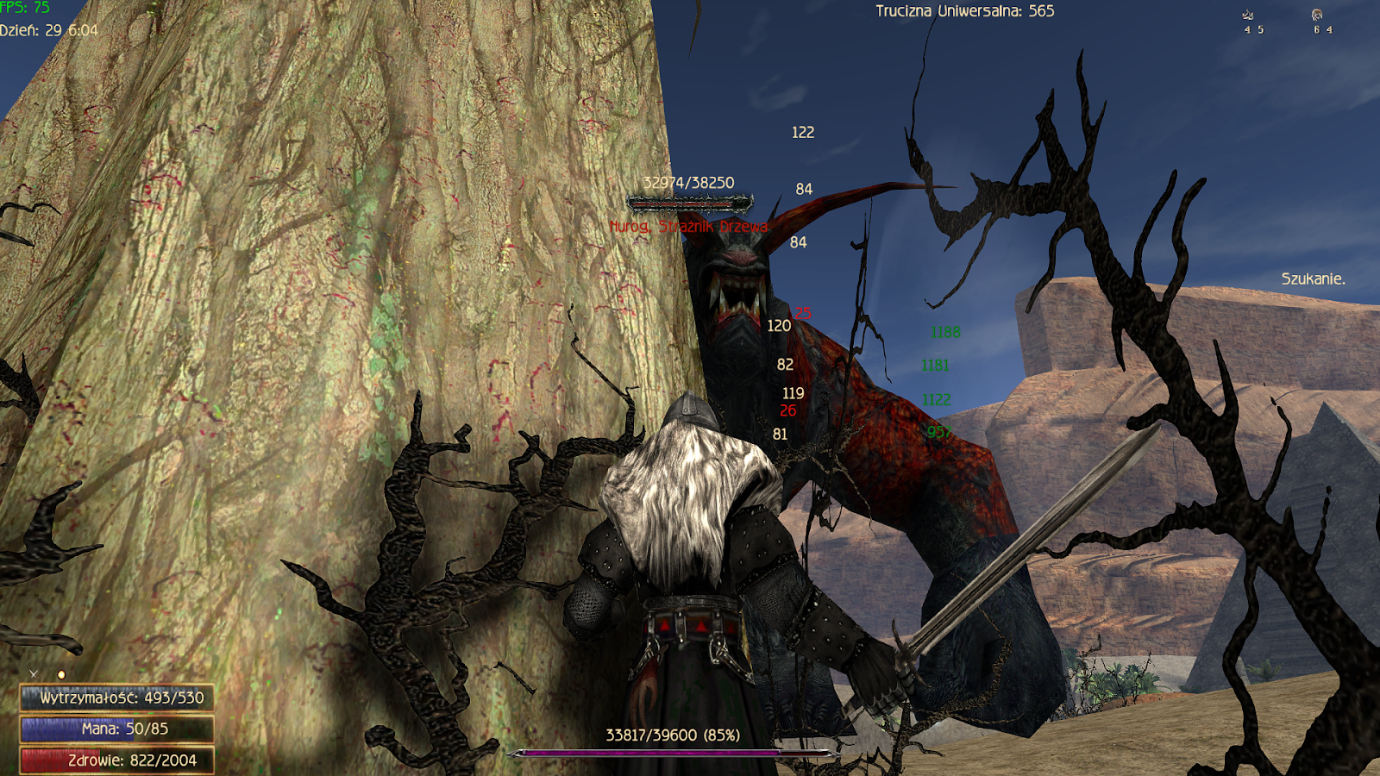 FPS: 75
Dzień: 29 6:04
Trucizna Uniwersalna: 565
4 5
6 4
122
32974/38250
84
Nurog, Strażnik Drzewa
84
Szukanie.
25
120
1188
82
1181
119
1122
26
81
957
Wytrzymałość: 493/530
Mana: 50/85
33817/39600 (85%)
Zdrowie: 822/2004